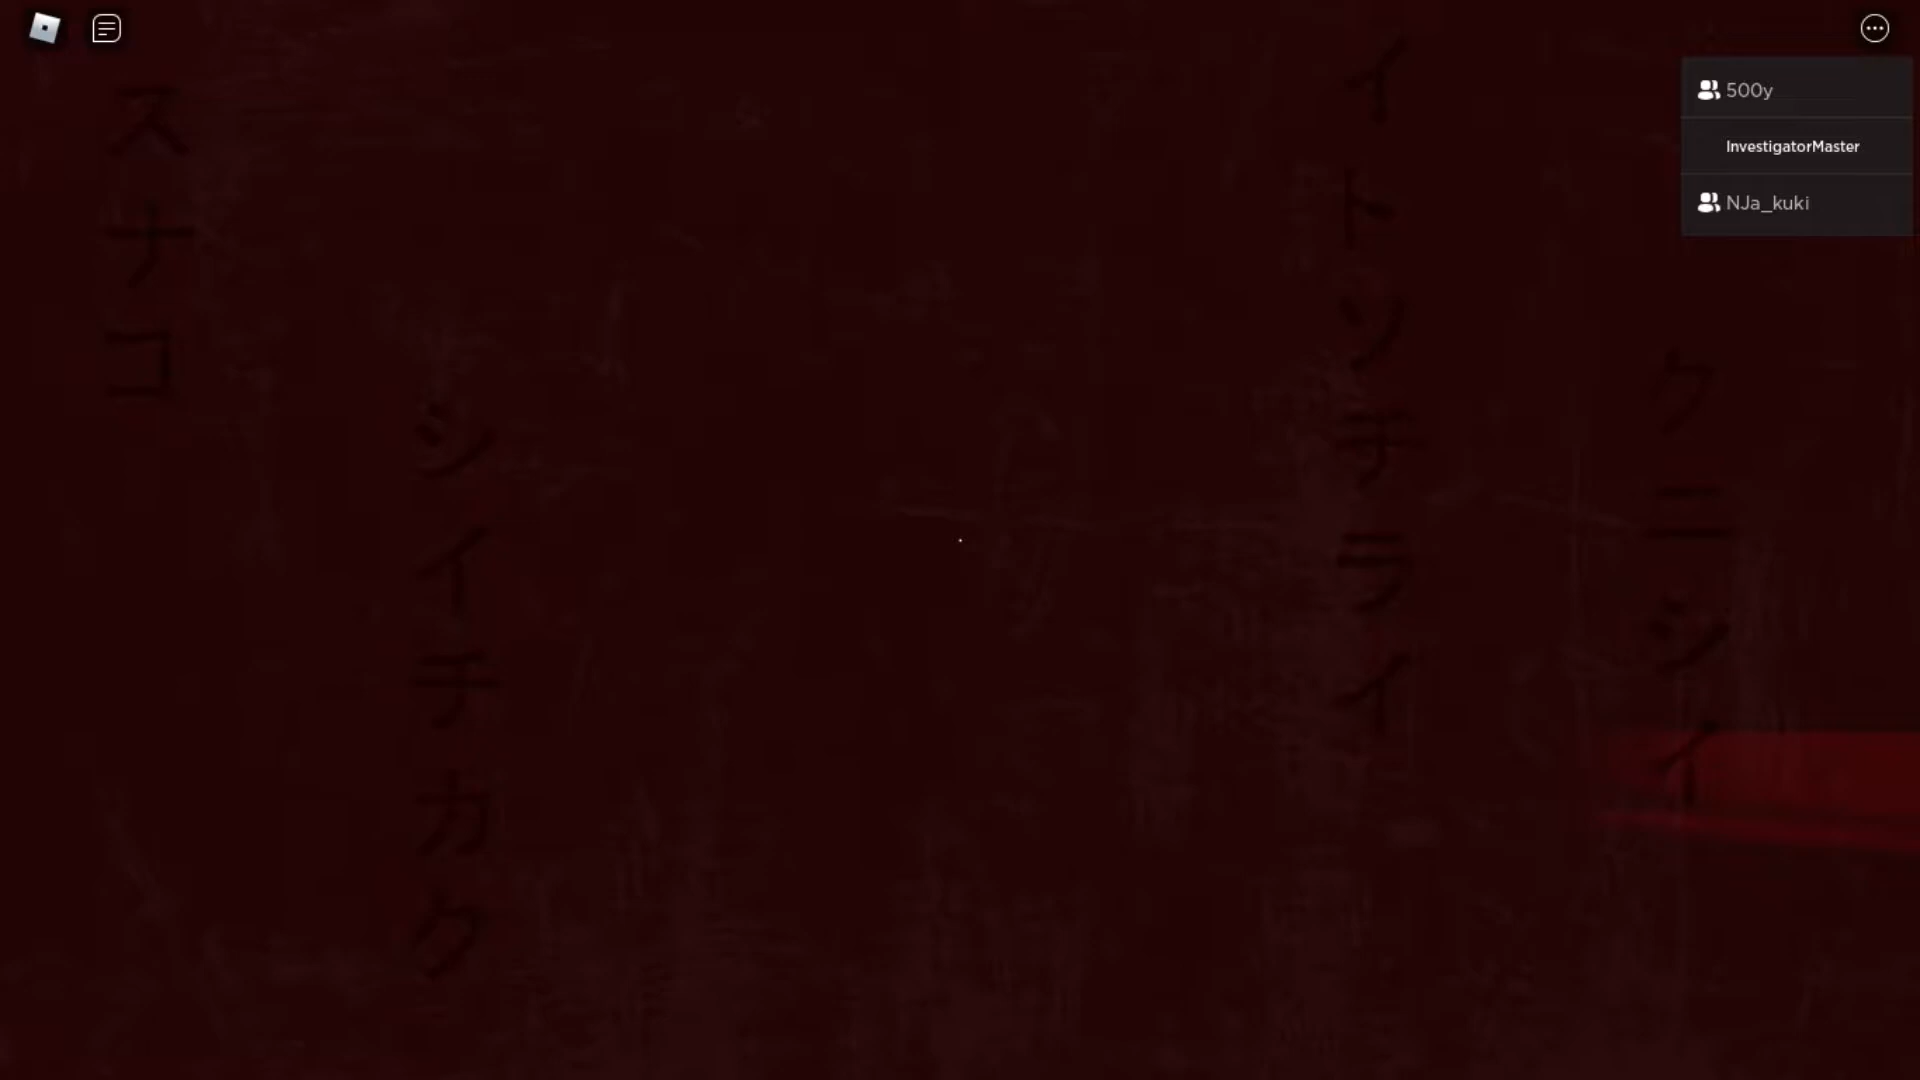 500y
InvestigatorMaster
NJa_kuki
クニシイ
イトソチライ
シイチカク
スナコ